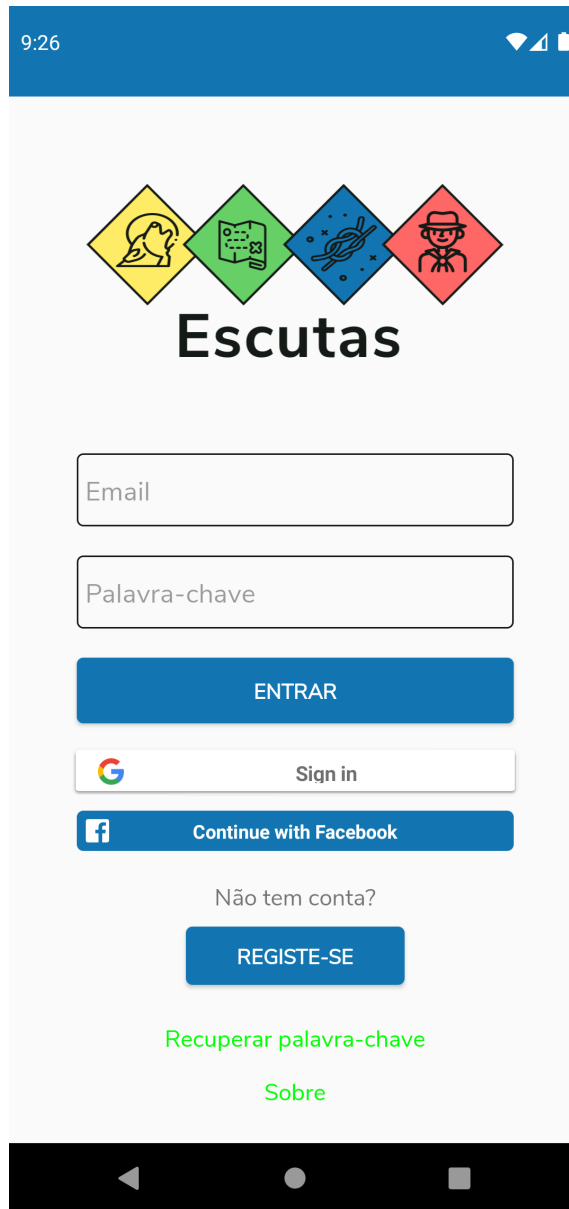 9:26
Escutas
Email
Palavra-chave
ENTRAR
Sign in
Continue with Facebook
Não tem conta?
REGISTE-SE
Recuperar palavra-chave
Sobre